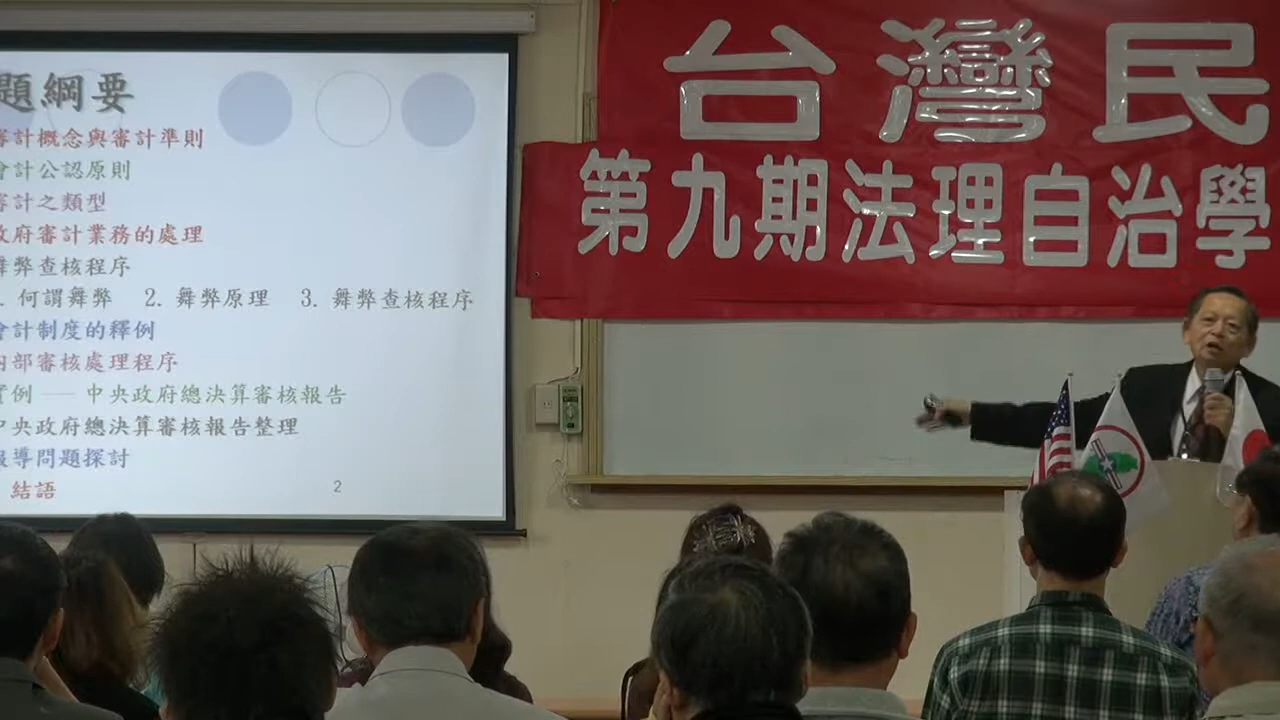 題綱要
審計概念與審計準則
會計公認原則
審計之類型
政府審計業務的處理
舞弊查核程序
1. 何謂舞弊 2. 舞弊原理 3. 舞弊查核程序
會計制度的釋例
內部審核處理程序
實例 — 中央政府總決算審核報告
中央政府總決算審核報告整理
報導問題探討
結語
2
台灣民
第九期法理自治學